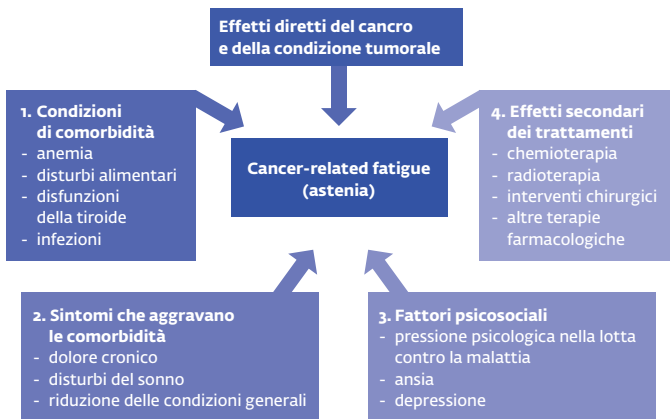 Effetti diretti del cancro
e della condizione tumorale
1. Condizioni
di comorbidità
- anemia
- disturbi alimentari
- disfunzioni
della tiroide
- infezioni
Cancer-related fatigue
(astenia)
4. Effetti secondari
dei trattamenti
- chemioterapia
- radioterapia
- interventi chirurgici
- altre terapie
farmacologiche
2. Sintomi che aggravano
le comorbidità
- dolore cronico
- disturbi del sonno
- riduzione delle condizioni generali
3. Fattori psicosociali
- pressione psicologica nella lotta
contro la malattia
- ansia
- depressione